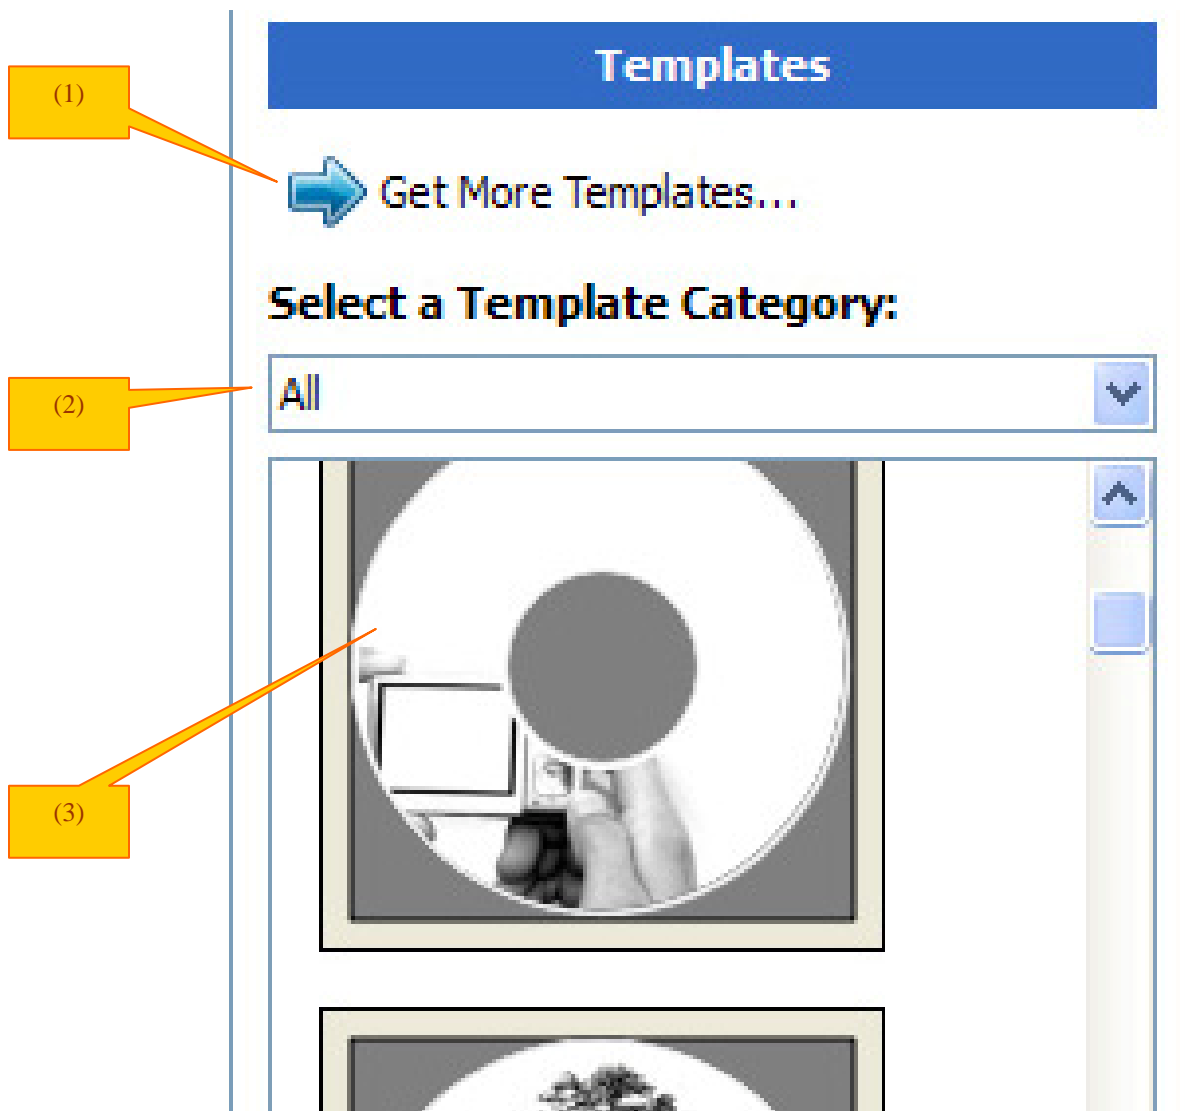 Templates
(1)
Get More Templates...
Select a Template Category:
(2)
All
(3)